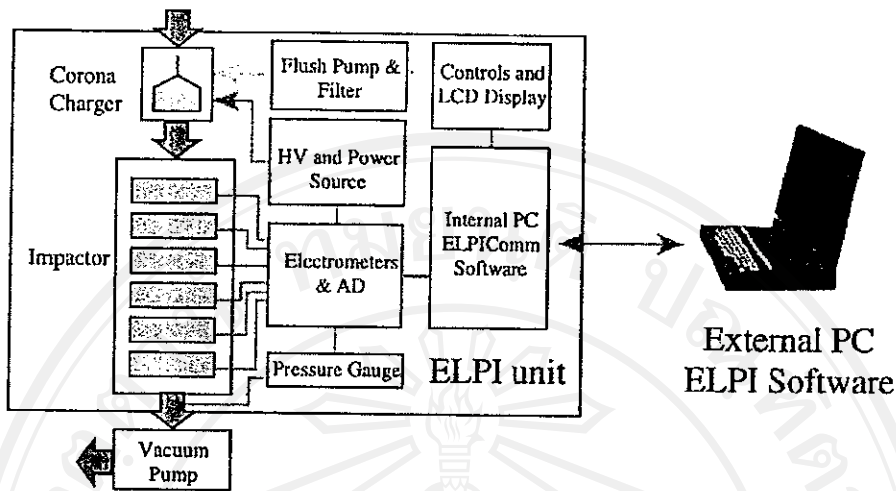 Corona
Charger
Flush Pump &
Filter
Controls and
LCD Display
HV and Power
Source
Impactor
Electrometers
& AD
Internal PC
ELPIComm
Software
Pressure Gauge
ELPI unit
External PC
ELPI Software
Vacuum
Pump